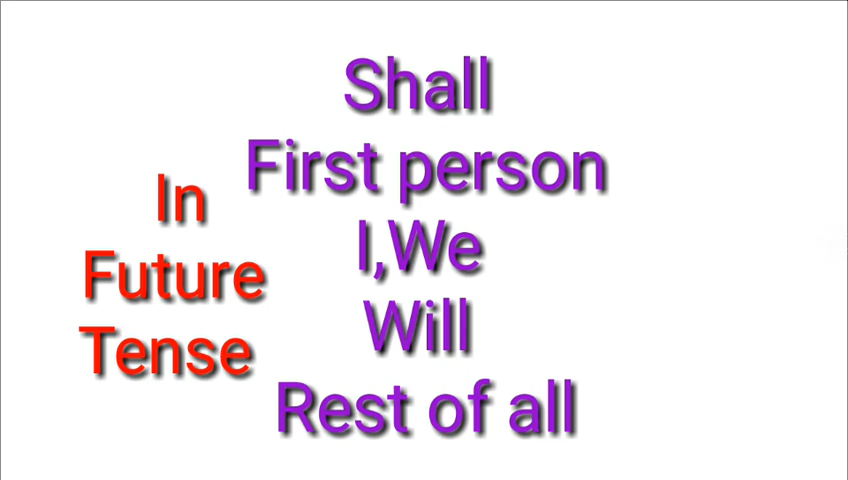 Shall
First person
I,We
Will
Rest of all
In
Future
Tense